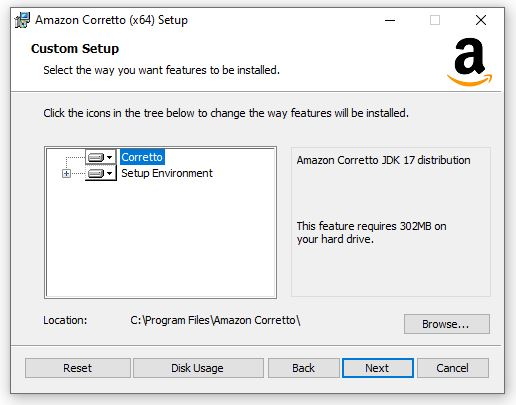 Amazon Corretto (x64) Setup
Custom Setup
Select the way you want features to be installed.
a
Click the icons in the tree below to change the way features will be installed.
Corretto
Setup Environment
Amazon Corretto JDK 17 distribution
This feature requires 302MB on
your hard drive.
Location: C:\Program Files\Amazon Corretto\
Browse...
Reset Disk Usage Back Next Cancel